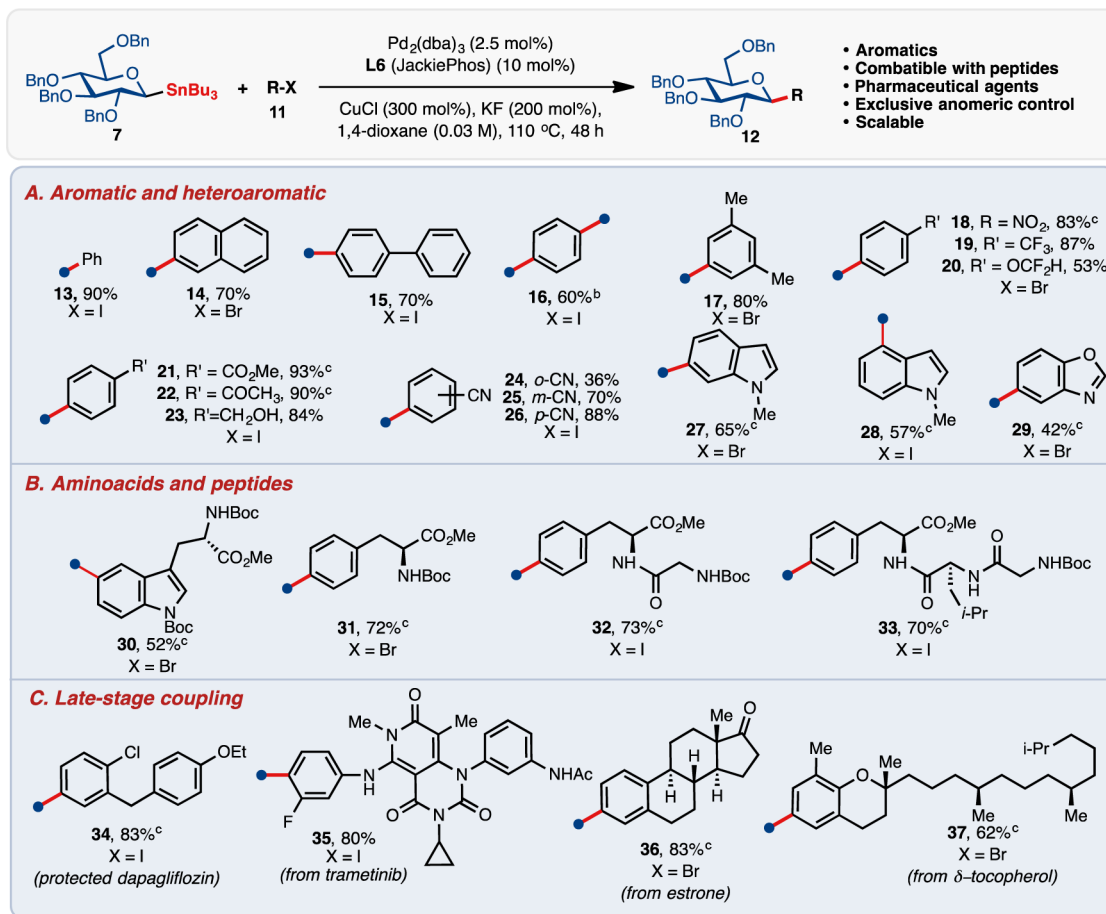 OBn
BnO
BnO
BnO
O
SnBu3
7
+
R-X
11
Pd2(dba)3 (2.5 mol%)
L6 (JackiePhos) (10 mol%)
CuCl (300 mol%), KF (200 mol%),
1,4-dioxane (0.03 M), 110 ºC, 48 h
OBn
BnO
BnO
BnO
O
R
12
• Aromatics
• Combatible with peptides
• Pharmaceutical agents
• Exclusive anomeric control
• Scalable
A. Aromatic and heteroaromatic
Ph
13, 90%
X = I
14, 70%
X = Br
15, 70%
X = I
16, 60%b
X = I
Me
Me
17, 80%
X = Br
R'
18, R = NO2, 83%c
19, R' = CF3, 87%
20, R' = OCF2H, 53%
X = Br
R'
21, R' = CO2Me, 93%c
22, R' = COCH3, 90%c
23, R'=CH2OH, 84%
X = I
CN
24, o-CN, 36%
25, m-CN, 70%
26, p-CN, 88%
X = I
N
Me
27, 65%c
X = Br
N
Me
28, 57%c
X = I
O
N
29, 42%c
X = Br
B. Aminoacids and peptides
NHBoc
CO2Me
N
Boc
30, 52%c
X = Br
CO2Me
NHBoc
31, 72%c
X = Br
CO2Me
HN
NHBoc
O
32, 73%c
X = I
CO2Me
HN
O
O
N
H
NHBoc
i-Pr
33, 70%c
X = I
C. Late-stage coupling
Cl
OEt
34, 83%c
X = I
(protected dapagliflozin)
O
Me
N
Me
NH
N
NHAc
F
O
N
O
35, 80%
X = I
(from trametinib)
Me
O
H
H
H
36, 83%c
X = Br
(from estrone)
Me
O
Me
i-Pr
Me
Me
37, 62%c
X = Br
(from δ–tocopherol)